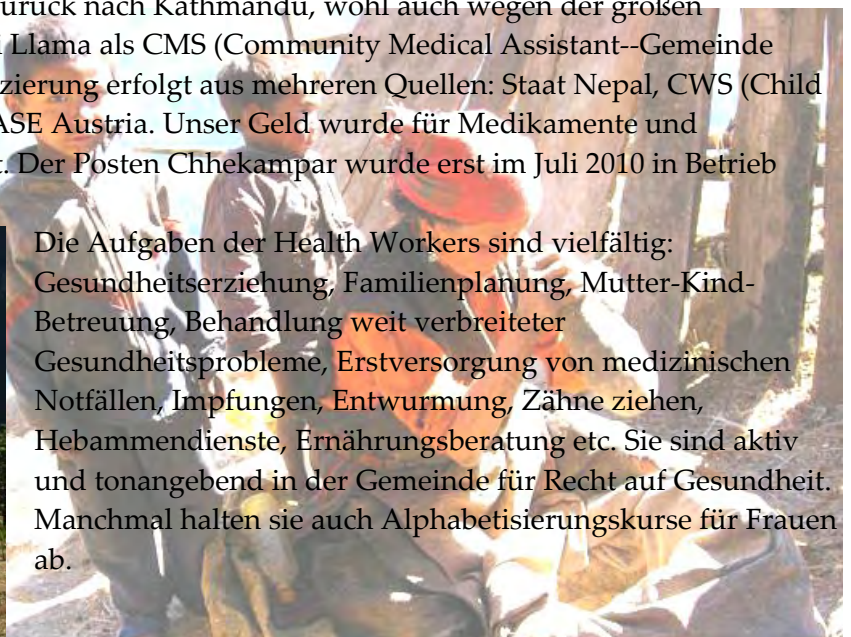 zurück nach Kathmandu, wohl auch wegen der großen
i Llama als CMS (Community Medical Assistant--Gemeinde
zierung erfolgt aus mehreren Quellen: Staat Nepal, CWS (Child
ASE Austria. Unser Geld wurde für Medikamente und
t. Der Posten Chhekampar wurde erst im Juli 2010 in Betrieb
Die Aufgaben der Health Workers sind vielfältig:
Gesundheitserziehung, Familienplanung, Mutter-Kind-
Betreuung, Behandlung weit verbreiteter
Gesundheitsprobleme, Erstversorgung von medizinischen
Notfällen, Impfungen, Entwurmung, Zähne ziehen,
Hebammendienste, Ernährungsberatung etc. Sie sind aktiv
und tonangebend in der Gemeinde für Recht auf Gesundheit.
Manchmal halten sie auch Alphabetisierungskurse für Frauen
ab.